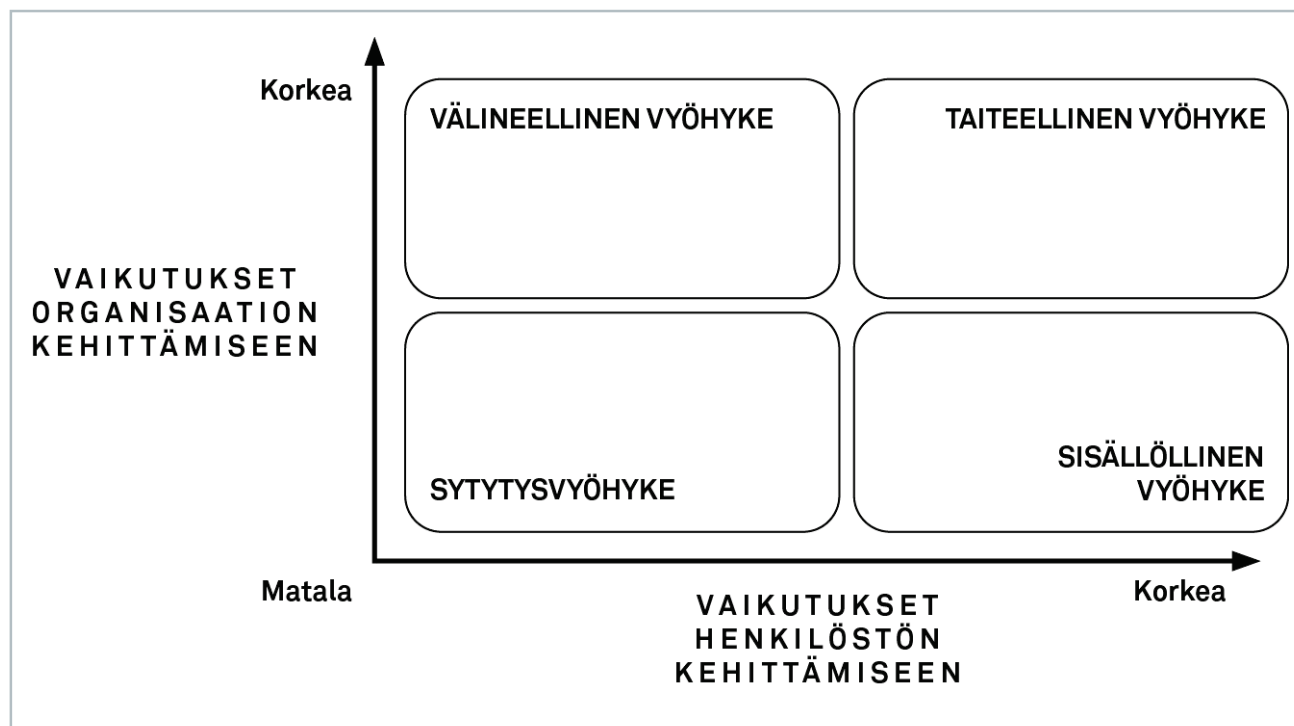 Korkea
VÄLINEELLINEN VYÖHYKE
TAITEELLINEN VYÖHYKE
VAIKUTUKSET
ORGANISAATION
KEHITTÄMISEEN
SYTYTYSVYÖHYKE
SISÄLLÖLLINEN
VYÖHYKE
Matala
Korkea
VAIKUTUKSET
HENKILÖSTÖN
KEHITTÄMISEEN